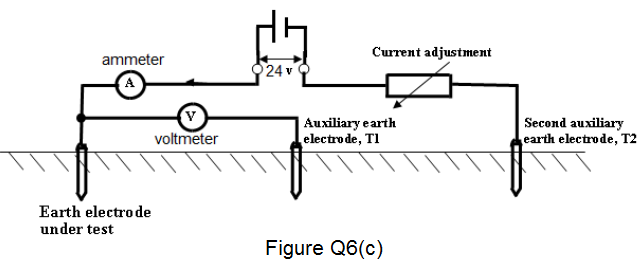 ammeter
A
24 v
Current adjustment
V
voltmeter
Auxiliary earth
electrode, T1
Second auxiliary
earth electrode, T2
Earth electrode
under test
Figure Q6(c)